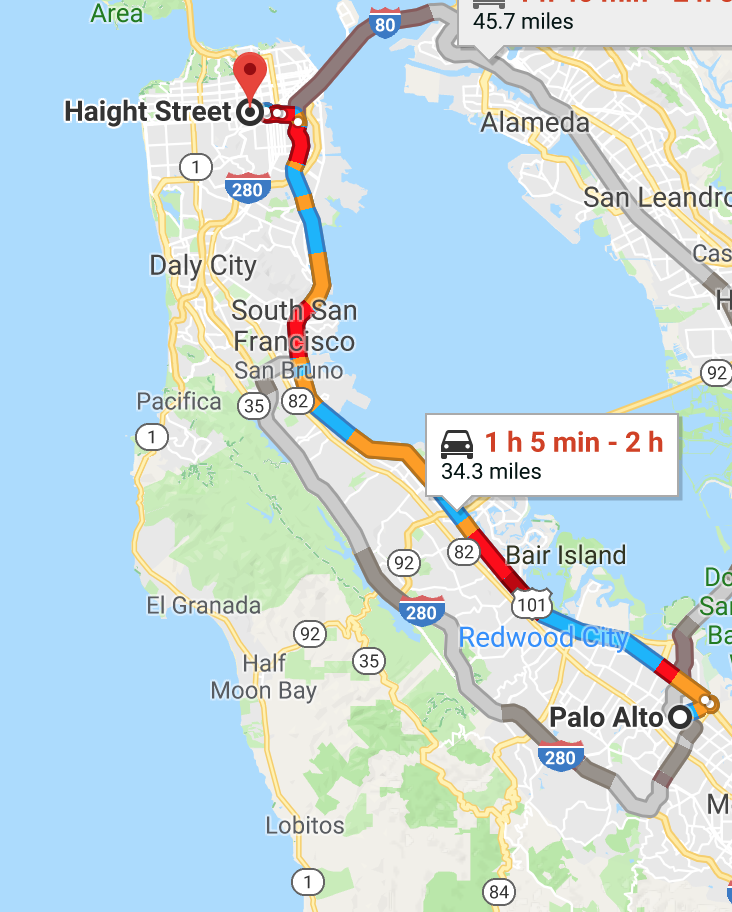 Area
80
45.7 miles
Haight Street
Alameda
1
280
San Leandro
Daly City
Cas
South San
Francisco
H
San Bruno
92
Pacifica
35
82
1
1 h 5 min - 2 h
34.3 miles
82
Bair Island
92
101
280
El Granada
Redwood City
92
35
Half
Moon Bay
Do
Sa
Ba
Palo Alto
280
M
Lobitos
1
84